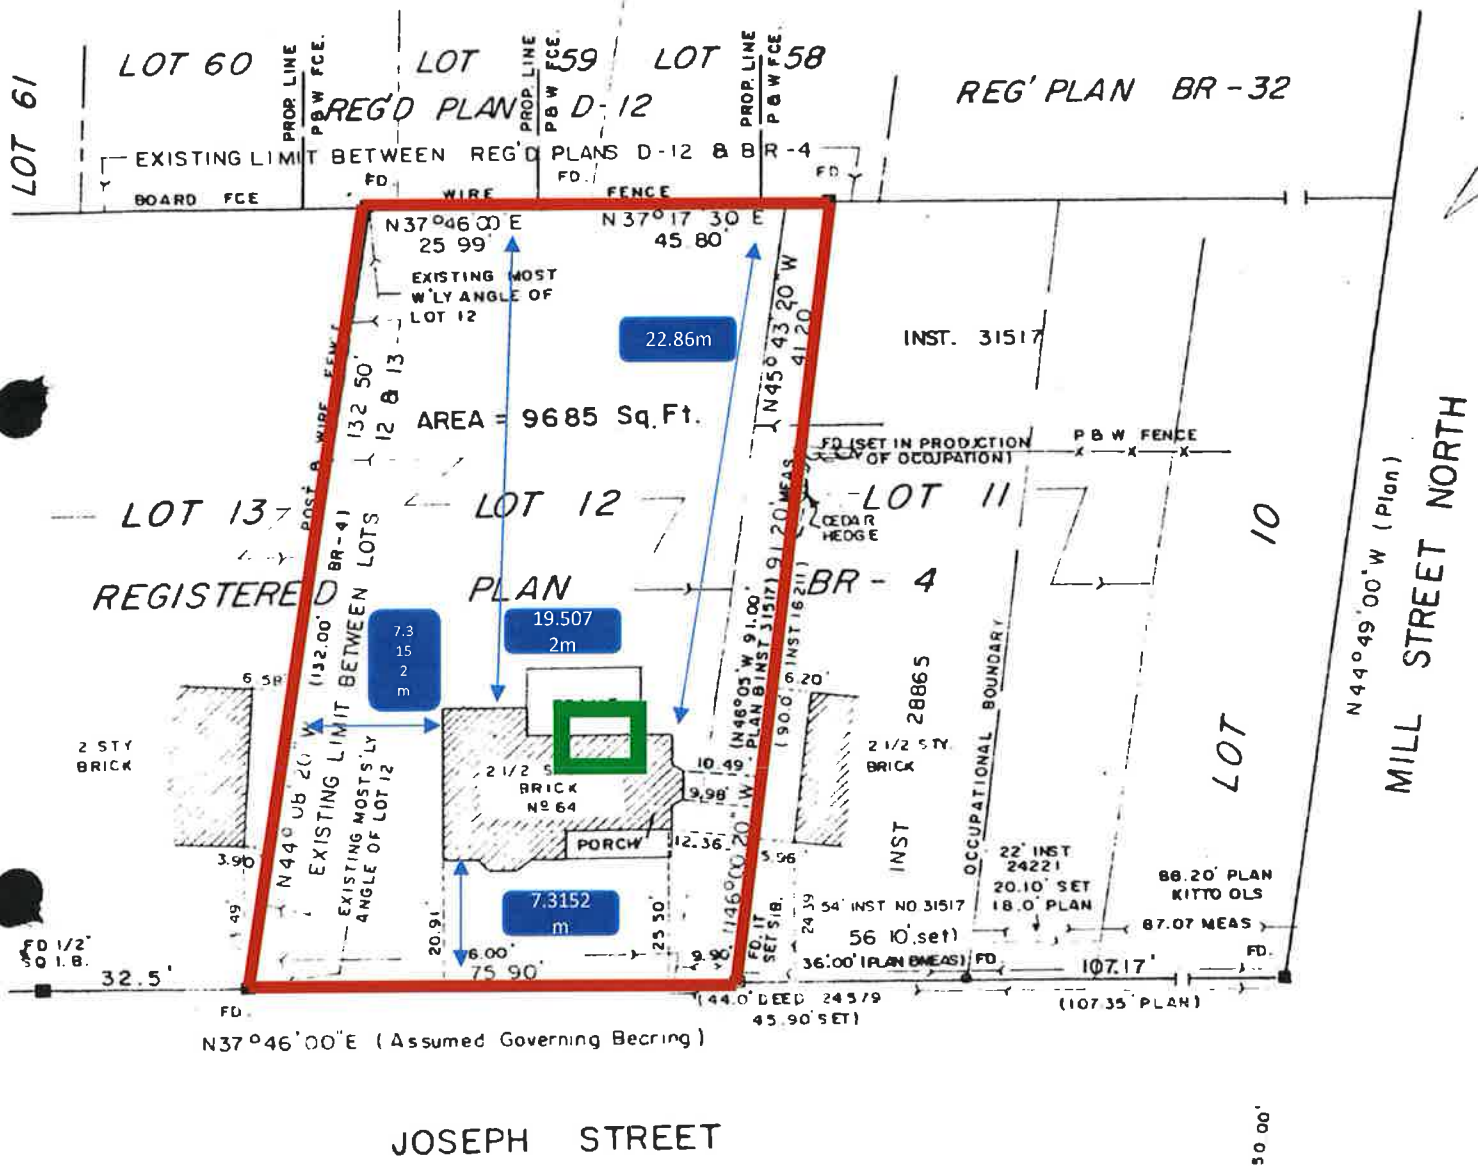 LOT 61
LOT 60
PROP. LINE
P & W FCE.
LOT 59
PROP. LINE
P & W FCE.
LOT 58
PROP. LINE
P & W FCE.
REG'D PLAN D-12
REG' PLAN BR-32
EXISTING LIMIT BETWEEN REG'D PLANS D-12 & BR-4
BOARD FCE
FD.
WIRE
FD.
FENCE
FD
N37°46'00"E
25 99'
N37°17'30"E
45.80'
EXISTING MOST
W'LY ANGLE OF
LOT 12
22.86m
N45°43'20"W
41 20'
INST. 31517
POST & WIRE FENCE
132 50'
12 & 13
AREA = 9685 Sq.Ft.
FD (SET IN PRODUCTION
OF OCCUPATION)
P & W FENCE
LOT 13
LOT 12
LOT 11
CEDAR
HEDGE
10
LOT
REGISTERED PLAN BR-4
(132.00' BR-4)
EXISTING LIMIT BETWEEN LOTS
7.3
15
2
m
19.507
2m
91.20' MEAS
(N46°05'W 91.00'
PLAN & INST 31517)
(90.0' INST 16211)
6.58'
6.20'
28865
INST
OCCUPATIONAL BOUNDARY
N44°49'00"W (Plan)
MILL STREET NORTH
2 STY
BRICK
N44°08'20"W
EXISTING MOST S'LY
ANGLE OF LOT 12
2 1/2 S
BRICK
Nº 64
PORCH
10.49
9.98'
12.36
2 1/2 STY.
BRICK
3.90'
5.96
20.91'
7.3152
m
25.50'
9.90'
6.00'
75 90'
FD. IT
SET S.I.B.
24 39
54' INST NO 31517
56 10'(set)
36.00'(PLAN & MEAS)
FD
22' INST
24221
20.10' SET
18.0' PLAN
88.20' PLAN
KITTO OLS
87.07 MEAS
FD.
107.17'
(107.35' PLAN)
FD 1/2"
SQ I.B.
32.5'
FD.
(44.0' DEED 24579
45.90' SET)
N37°46'00"E (Assumed Governing Becring)
JOSEPH STREET
50 00'